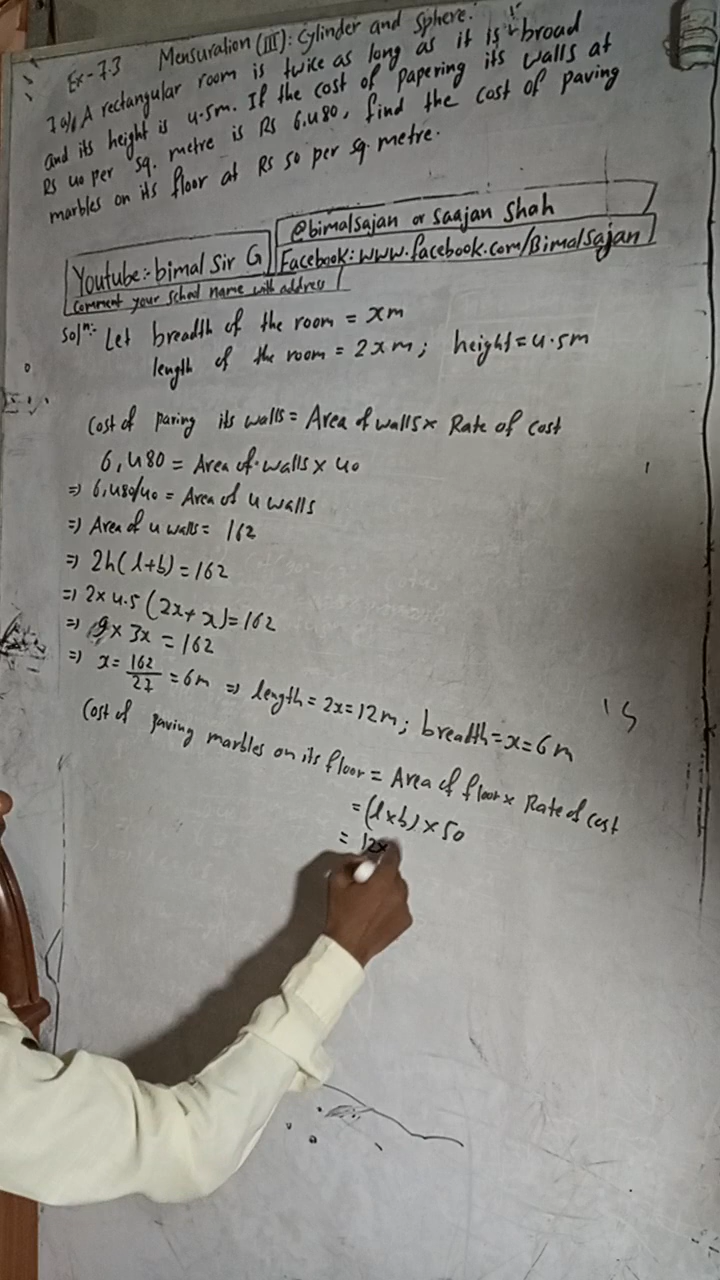 Ex-7.3 Mensuration (III): Cylinder and Sphere.
7 a) A rectangular room is twice as long as it is broad
and its height is 4.5m. If the cost of papering its walls at
Rs 40 per sq. metre is Rs 6,480, find the cost of paving
marbles on its floor at Rs 50 per sq. metre.
@bimalsajan or Saajan Shah
Youtube:- bimal Sir G
Facebook: www.facebook.com/Bimalsajan
Comment your school name with address
Solⁿ:- Let breadth of the room = xm
length of the room = 2xm; height = 4.5m
Cost of paving its walls = Area of walls × Rate of cost
6,480 = Area of walls × 40
⇒ 6,480/40 = Area of 4 walls
⇒ Area of 4 walls = 162
⇒ 2h(l+b) = 162
⇒ 2×4.5(2x+x) = 162
⇒ 9×3x = 162
⇒ x = 162/27 = 6m ⇒ length = 2x = 12m; breadth = x = 6m
Cost of paving marbles on its floor = Area of floor × Rate of cost
= (l×b) × 50
= 12×